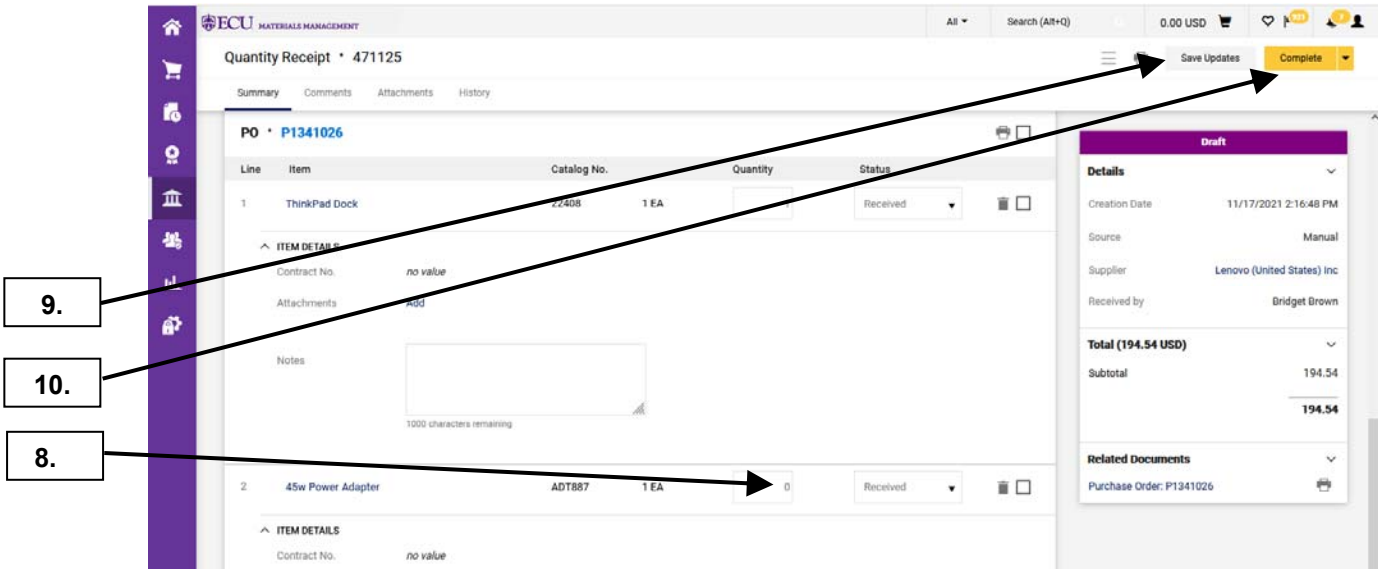 ECU MATERIALS MANAGEMENT All Search (Alt+Q) 0.00 USD
Quantity Receipt • 471125 Save Updates Complete
Summary Comments Attachments History
PO • P1341026
Draft
Line Item Catalog No. Quantity Status
Details
1 ThinkPad Dock 22408 1 EA Received
Creation Date 11/17/2021 2:16:48 PM
ITEM DETAILS
Source Manual
Contract No. no value
Supplier Lenovo (United States) Inc
9.
Attachments Add
Received by Bridget Brown
Total (194.54 USD)
Notes
Subtotal 194.54
10.
194.54
1000 characters remaining
8.
Related Documents
2 45w Power Adapter ADT887 1 EA 0 Received
Purchase Order: P1341026
ITEM DETAILS
Contract No. no value